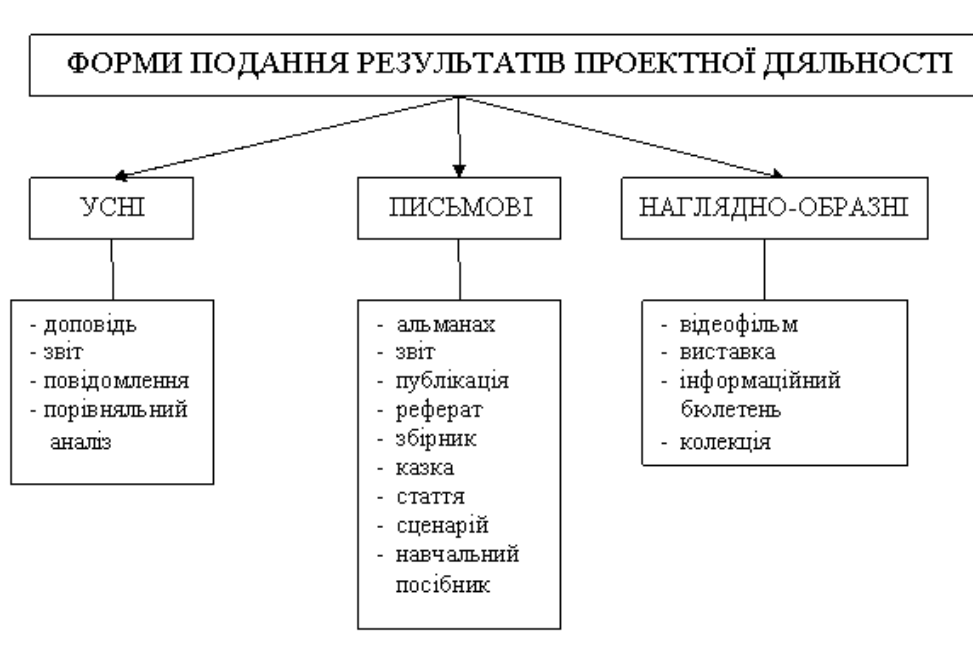 ФОРМИ ПОДАННЯ РЕЗУЛЬТАТІВ ПРОЕКТНОЇ ДІЯЛЬНОСТІ
УСНІ
- доповідь
- звіт
- повідомлення
- порівняльний
аналіз
ПИСЬМОВІ
- альманах
- звіт
- публікація
- реферат
- збірник
- казка
- стаття
- сценарій
- навчальний
посібник
НАГЛЯДНО-ОБРАЗНІ
- відеофільм
- виставка
- інформаційний
бюлетень
- колекція